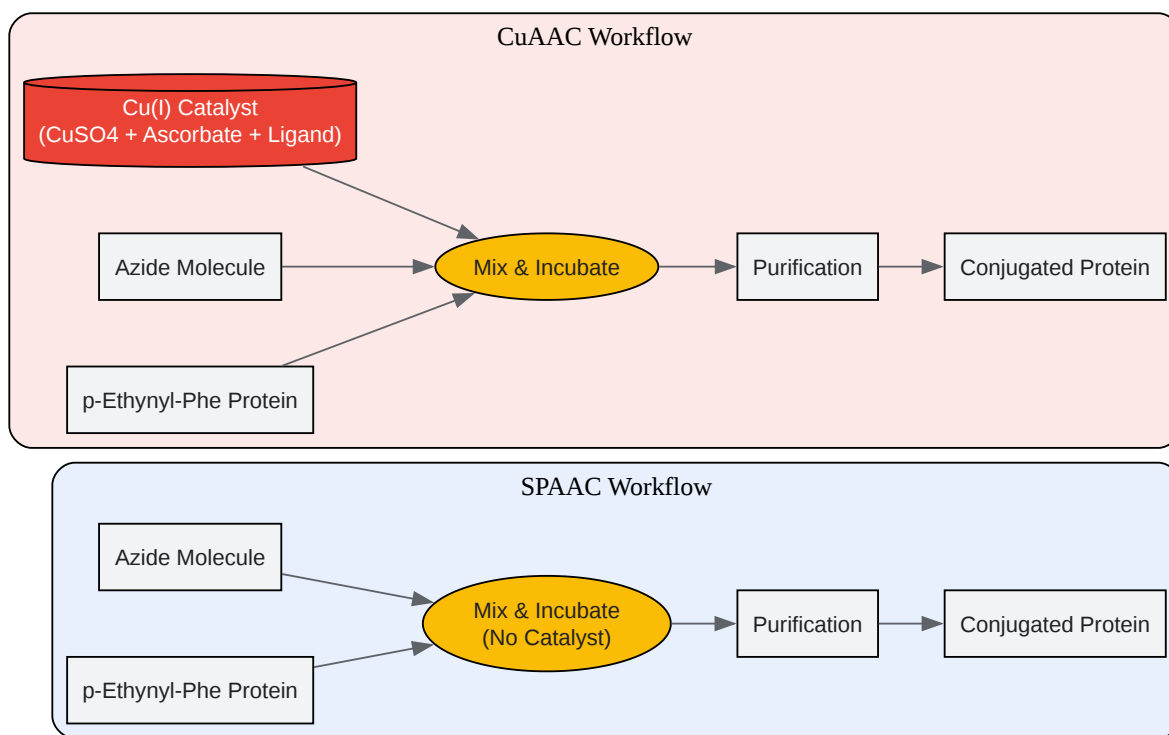 CuAAC Workflow
Cu(I) Catalyst
(CuSO4 + Ascorbate + Ligand)
Azide Molecule
Mix & Incubate
Purification
Conjugated Protein
p-Ethynyl-Phe Protein
SPAAC Workflow
Azide Molecule
Mix & Incubate
(No Catalyst)
Purification
Conjugated Protein
p-Ethynyl-Phe Protein